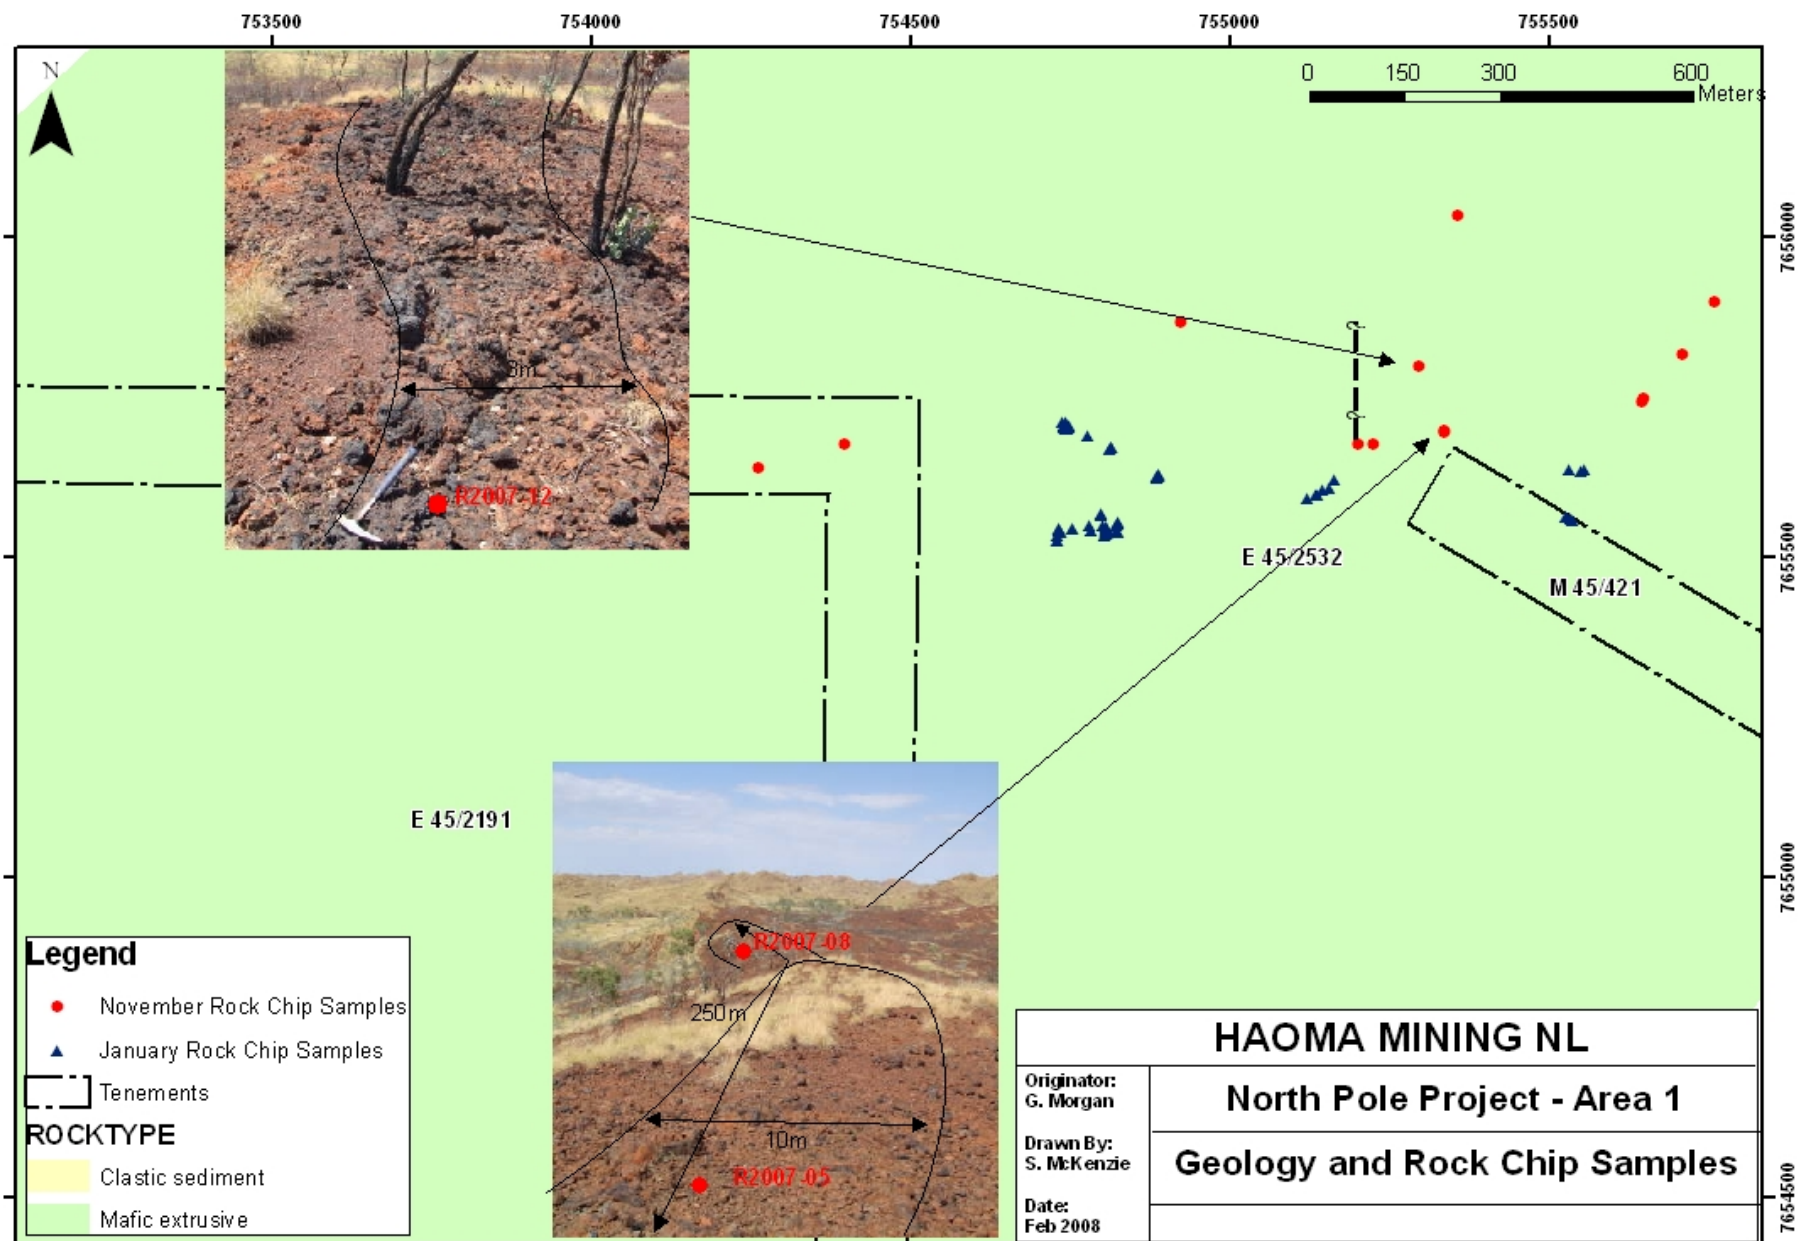 753500 754000 754500 755000 755500
N
0 150 300 600
Meters
7656000
7655500
7655000
7654500
3m
R2007-12
?
?
E 45/2532
M 45/421
E 45/2191
R2007-08
250m
10m
R2007-05
Legend
November Rock Chip Samples
January Rock Chip Samples
Tenements
ROCKTYPE
Clastic sediment
Mafic extrusive
HAOMA MINING NL
Originator:
G. Morgan
North Pole Project - Area 1
Drawn By:
S. McKenzie
Geology and Rock Chip Samples
Date:
Feb 2008